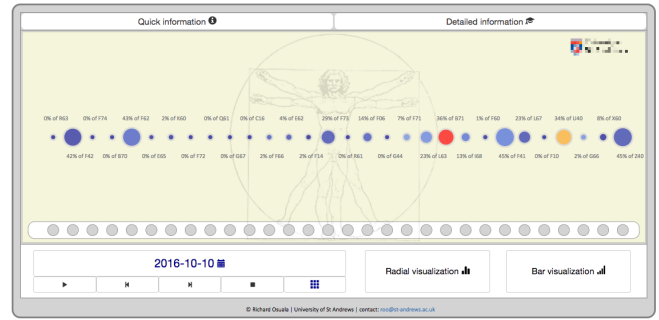 Quick information
Detailed information
0% of R63 8% of F74 43% of F62 2% of X60 0% of Q61 0% of C16 4% of E62 29% of F73 14% of F06 7% of F71 36% of B71 1% of F60 23% of L67 34% of U40 8% of X60
42% of F42 0% of B70 0% of E65 0% of F72 0% of G67 2% of F66 2% of F14 0% of R61 0% of G44 23% of L63 13% of I68 45% of F41 0% of F10 2% of G66 45% of Z40
2016-10-10
Radial visualization
Bar visualization
© Richard Osuala | University of St Andrews | contact: roo@st-andrews.ac.uk